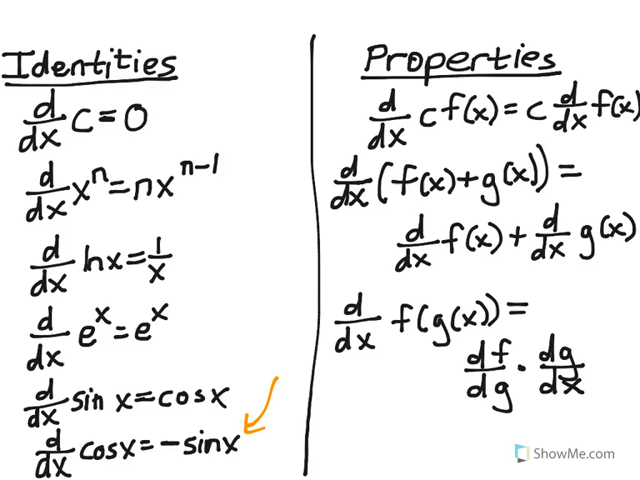 Identities
d/dx c = 0
d/dx x^n = nx^(n-1)
d/dx ln x = 1/x
d/dx e^x = e^x
d/dx sin x = cos x
d/dx cos x = -sin x
Properties
d/dx c f(x) = c d/dx f(x)
d/dx (f(x) + g(x)) =
d/dx f(x) + d/dx g(x)
d/dx f(g(x)) =
df/dg · dg/dx
ShowMe.com